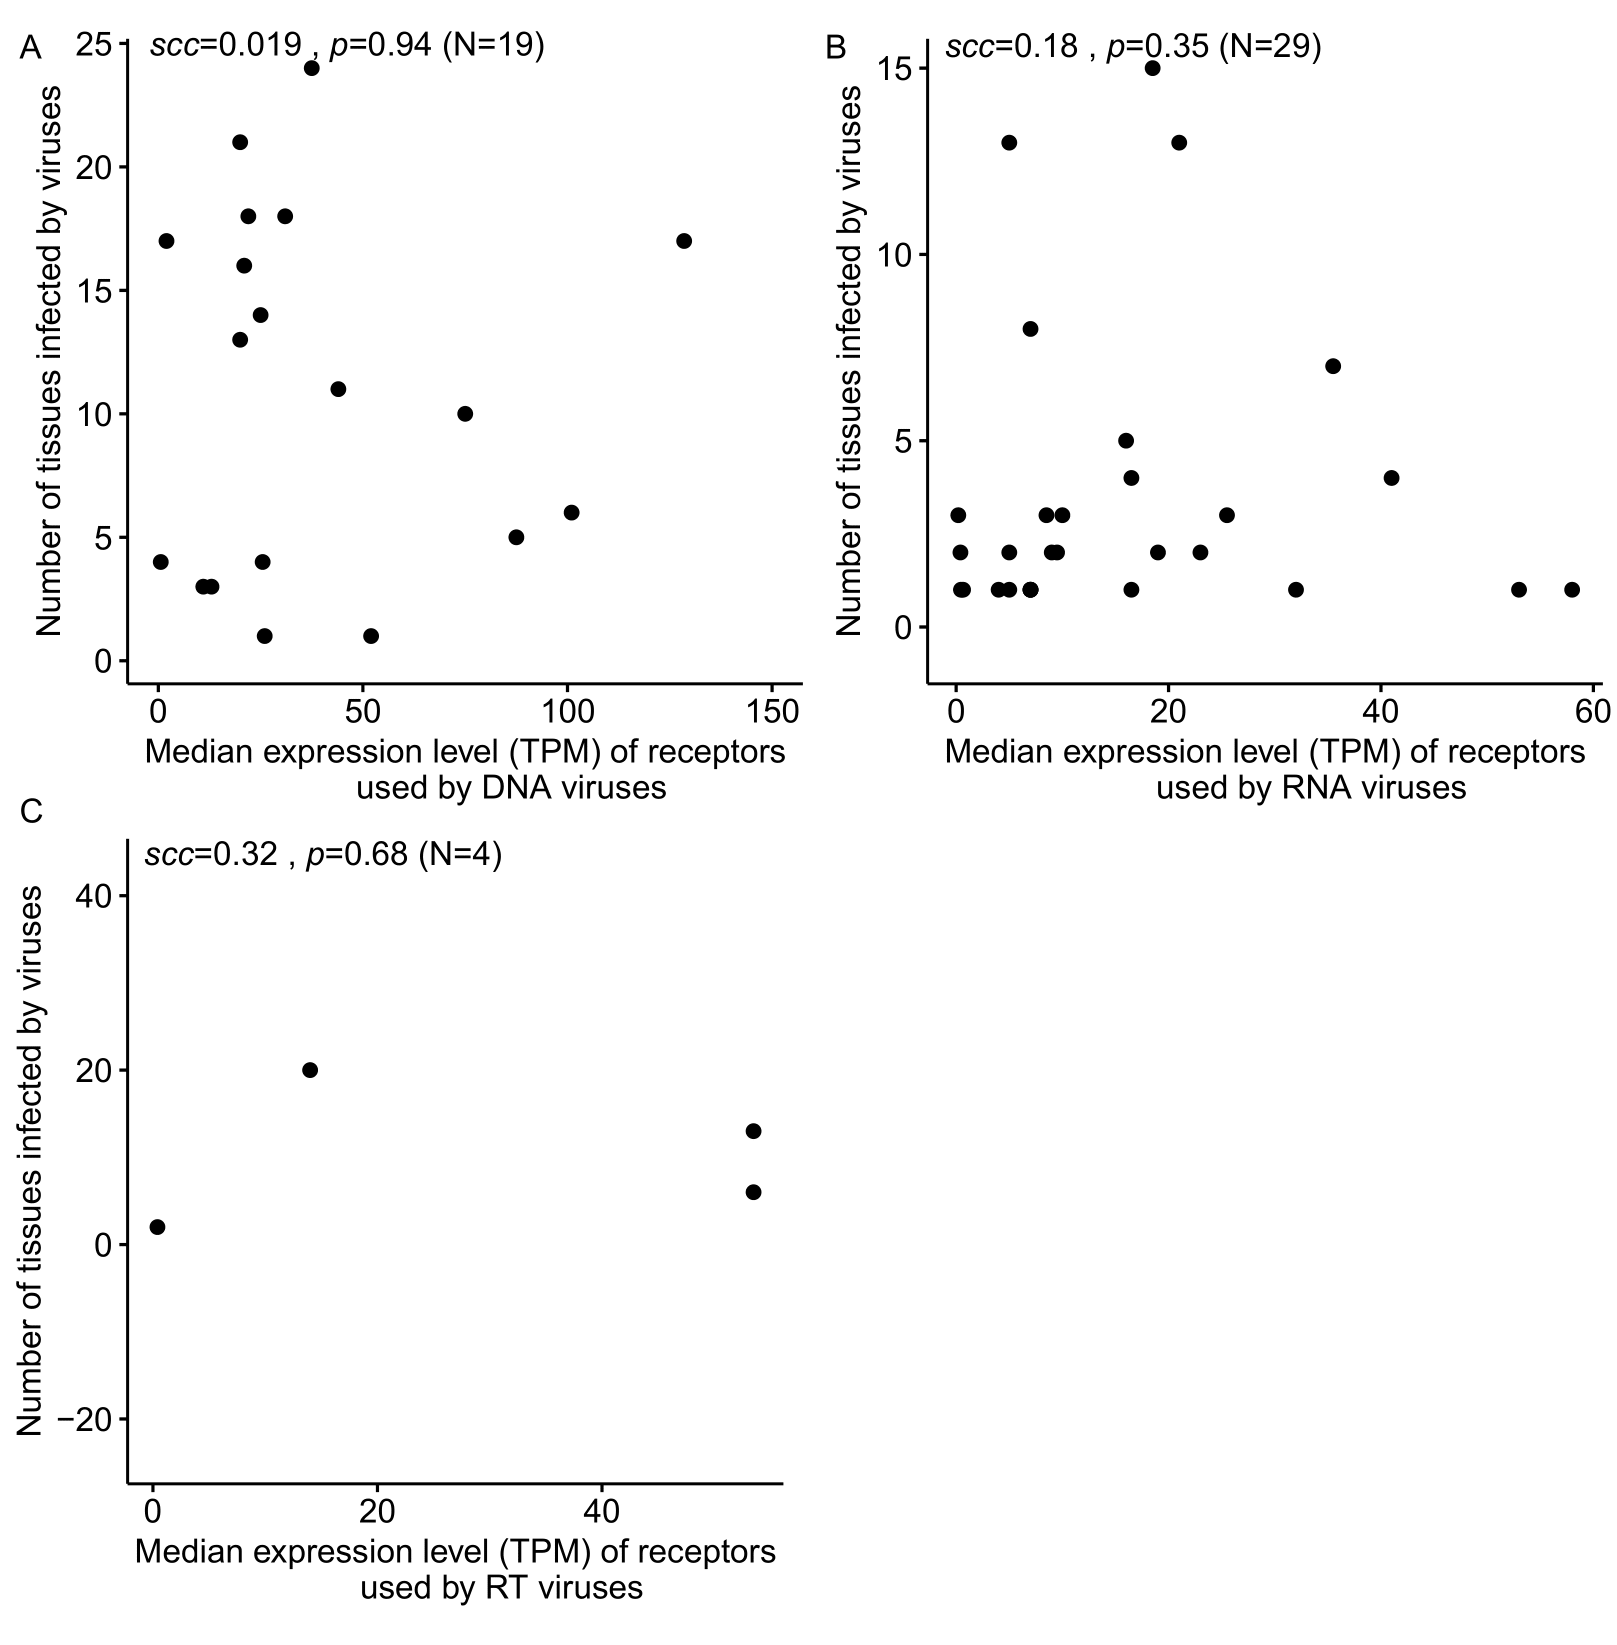 A
scc=0.019 , p=0.94 (N=19)
Number of tissues infected by viruses
25
20
15
10
5
0
0 50 100 150
Median expression level (TPM) of receptors
used by DNA viruses
B
scc=0.18 , p=0.35 (N=29)
Number of tissues infected by viruses
15
10
5
0
0 20 40 60
Median expression level (TPM) of receptors
used by RNA viruses
C
scc=0.32 , p=0.68 (N=4)
Number of tissues infected by viruses
40
20
0
−20
0 20 40
Median expression level (TPM) of receptors
used by RT viruses